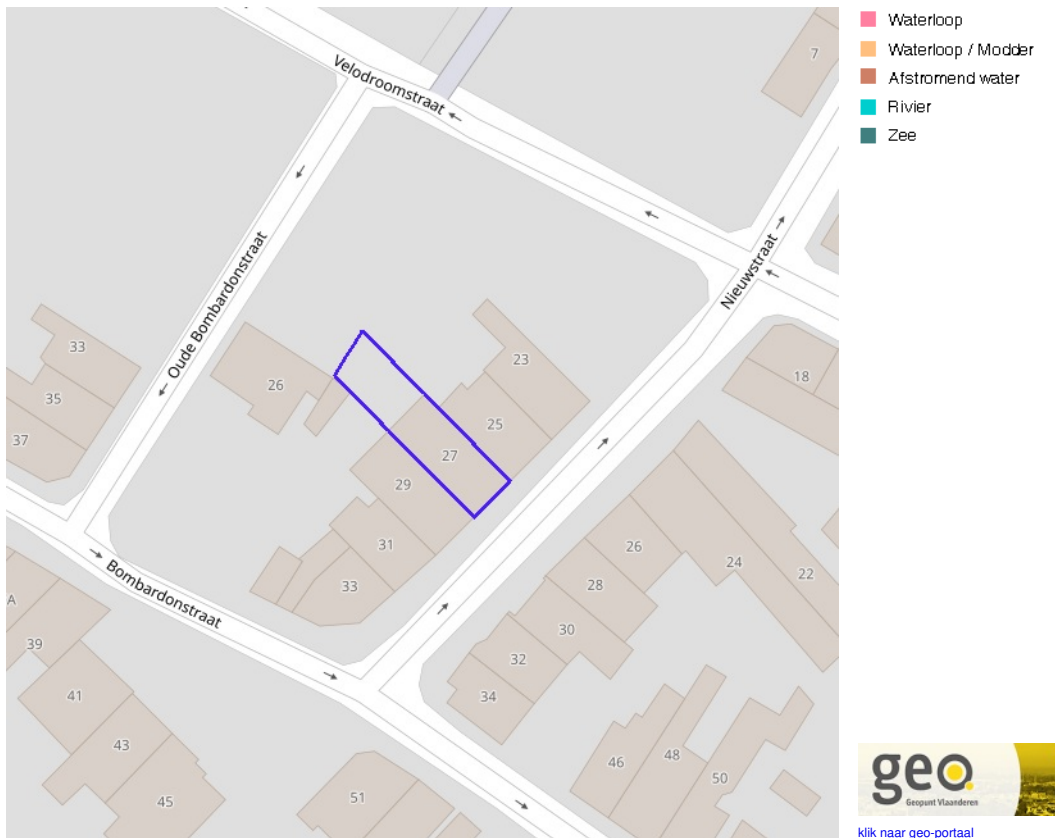 Velodroomstraat
7
Oude Bombardonstraat
Nieuwstraat
33
35
37
26
23
25
27
29
31
33
18
Bombardonstraat
A
39
41
43
45
51
26
28
30
32
34
24
22
46
48
50
Waterloop
Waterloop / Modder
Afstromend water
Rivier
Zee
geo
Geopunt Vlaanderen
klik naar geo-portaal